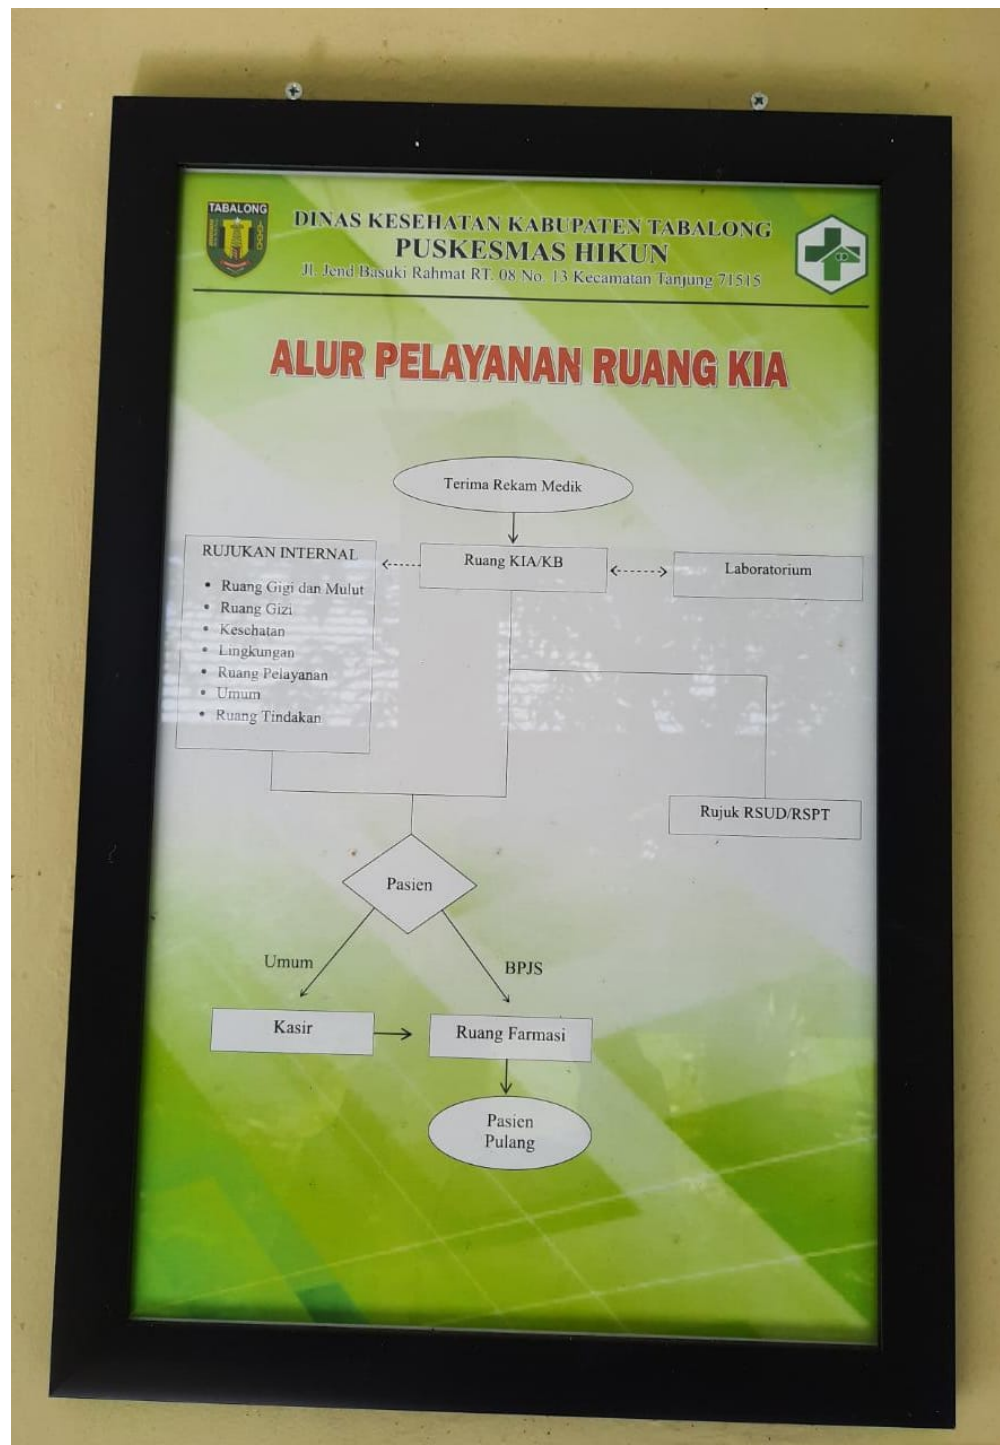 TABALONG
DINAS KESEHATAN KABUPATEN TABALONG
PUSKESMAS HIKUN
Jl. Jend Basuki Rahmat RT. 08 No. 13 Kecamatan Tanjung 71515
ALUR PELAYANAN RUANG KIA
Terima Rekam Medik
RUJUKAN INTERNAL
• Ruang Gigi dan Mulut
• Ruang Gizi
• Kesehatan
• Lingkungan
• Ruang Pelayanan
• Umum
• Ruang Tindakan
Ruang KIA/KB
Laboratorium
Rujuk RSUD/RSPT
Pasien
Umum
BPJS
Kasir
Ruang Farmasi
Pasien
Pulang